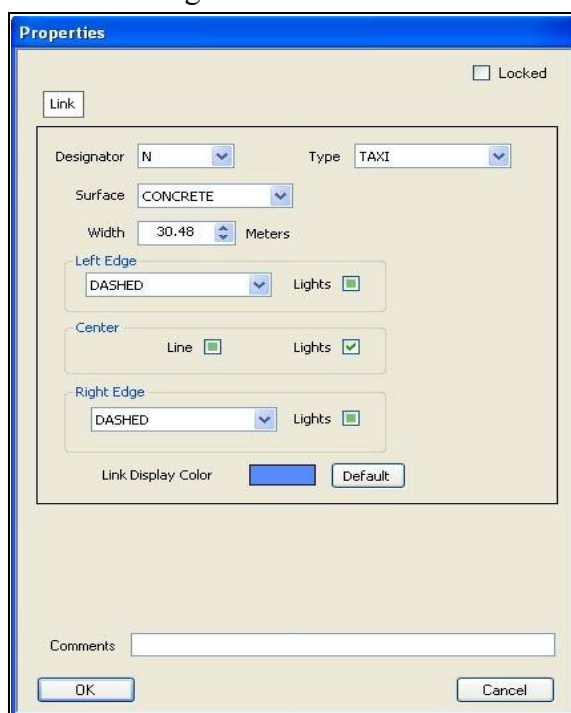 Properties
Locked
Link
Designator N Type TAXI
Surface CONCRETE
Width 30.48 Meters
Left Edge
DASHED Lights
Center
Line Lights
Right Edge
DASHED Lights
Link Display Color Default
Comments
OK Cancel